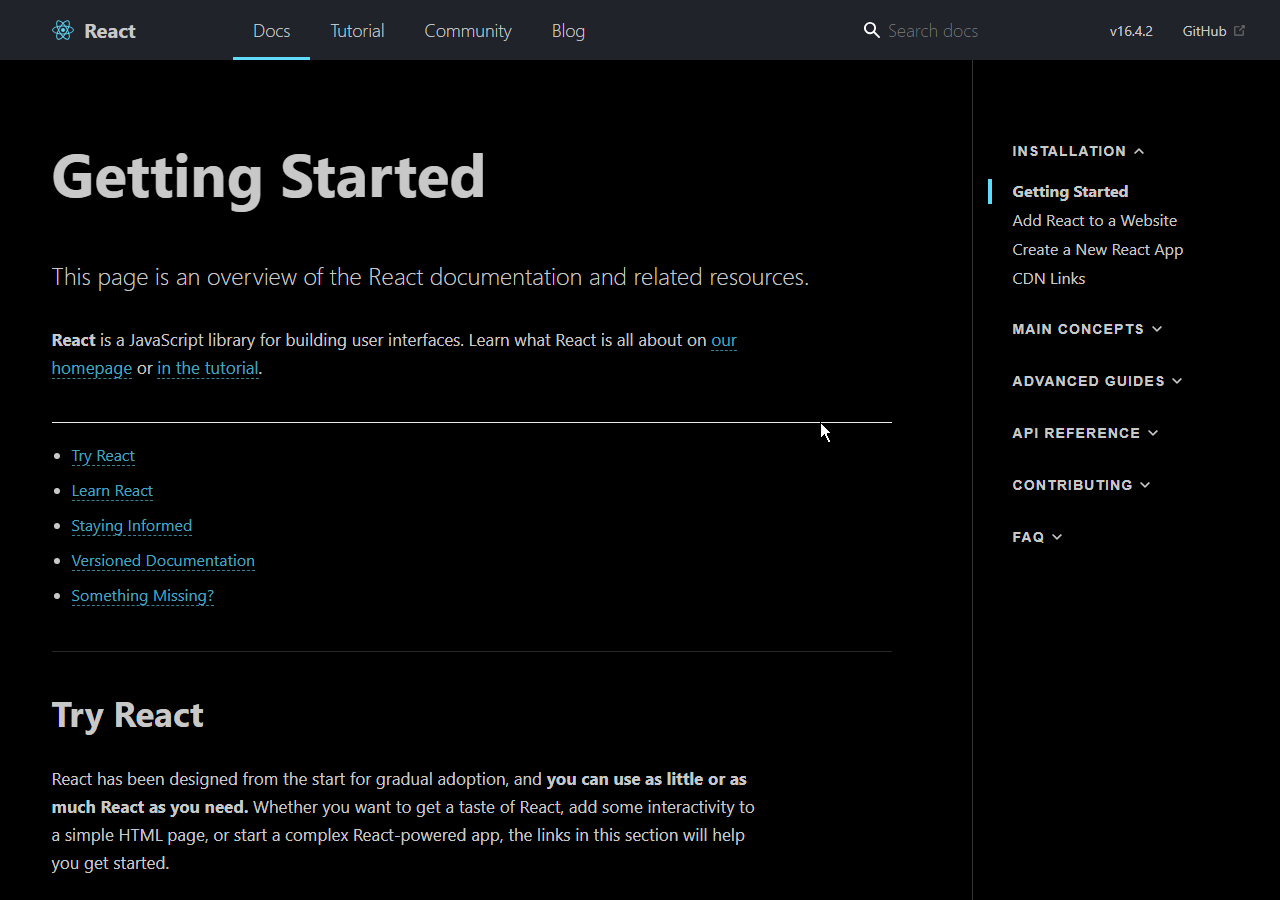 React
Docs
Tutorial
Community
Blog
Search docs
v16.4.2
GitHub
Getting Started
This page is an overview of the React documentation and related resources.
React is a JavaScript library for building user interfaces. Learn what React is all about on our
homepage or in the tutorial.
Try React
Learn React
Staying Informed
Versioned Documentation
Something Missing?
Try React
React has been designed from the start for gradual adoption, and you can use as little or as
much React as you need. Whether you want to get a taste of React, add some interactivity to
a simple HTML page, or start a complex React-powered app, the links in this section will help
you get started.
INSTALLATION
Getting Started
Add React to a Website
Create a New React App
CDN Links
MAIN CONCEPTS
ADVANCED GUIDES
API REFERENCE
CONTRIBUTING
FAQ